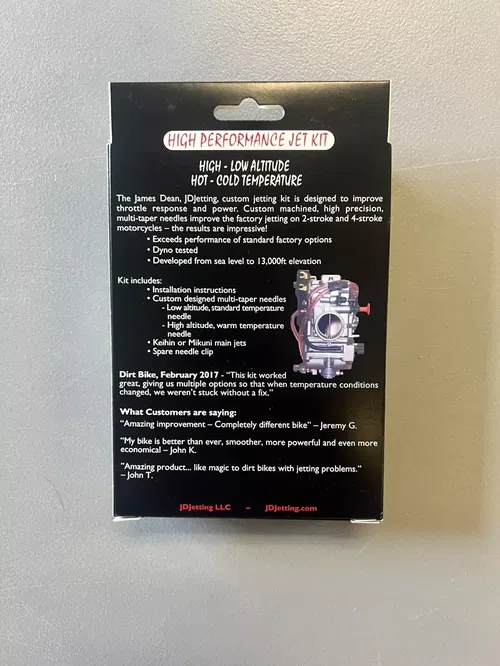 HIGH PERFORMANCE JET KIT
HIGH - LOW ALTITUDE
HOT - COLD TEMPERATURE
The James Dean, JDJetting, custom jetting kit is designed to improve
throttle response and power. Custom machined, high precision,
multi-taper needles improve the factory jetting on 2-stroke and 4-stroke
motorcycles – the results are impressive!
• Exceeds performance of standard factory options
• Dyno tested
• Developed from sea level to 13,000ft elevation
Kit includes:
• Installation instructions
• Custom designed multi-taper needles
- Low altitude, standard temperature
needle
- High altitude, warm temperature
needle
• Keihin or Mikuni main jets
• Spare needle clip
Dirt Bike, February 2017 - "This kit worked
great, giving us multiple options so that when temperature conditions
changed, we weren't stuck without a fix."
What Customers are saying:
"Amazing improvement – Completely different bike" – Jeremy G.
"My bike is better than ever, smoother, more powerful and even more
economical – John K.
"Amazing product... like magic to dirt bikes with jetting problems."
– John T.
JDJetting LLC – JDJetting.com